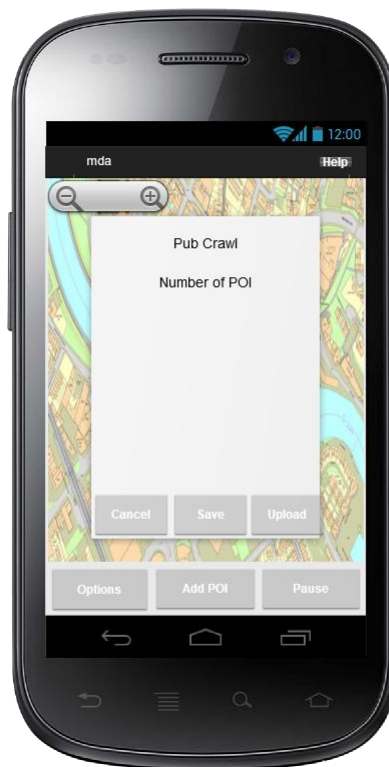 12:00
mda Help
Pub Crawl
Number of POI
Cancel Save Upload
Options Add POI Pause